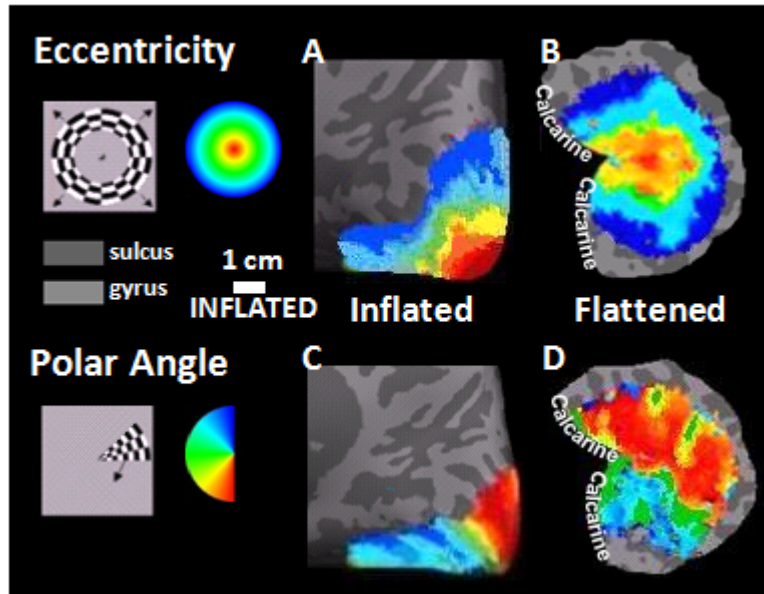 Eccentricity
A
B
Calcarine
Calcarine
sulcus
gyrus
1 cm
INFLATED
Inflated
Flattened
Polar Angle
C
D
Calcarine
Calcarine